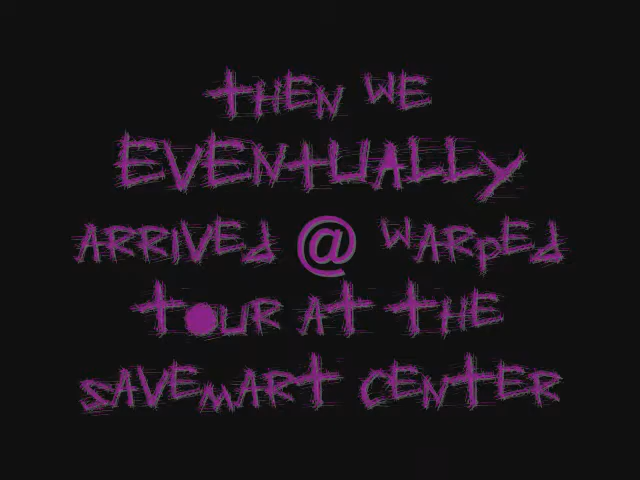 THEN WE
EVENTUALLY
ARRIVED @ WARPED
TOUR AT THE
SAVEMART CENTER